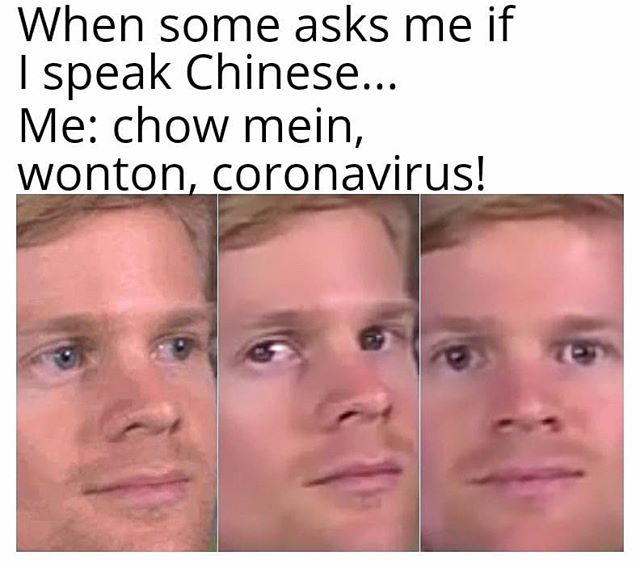 When some asks me if
I speak Chinese...
Me: chow mein,
wonton, coronavirus!